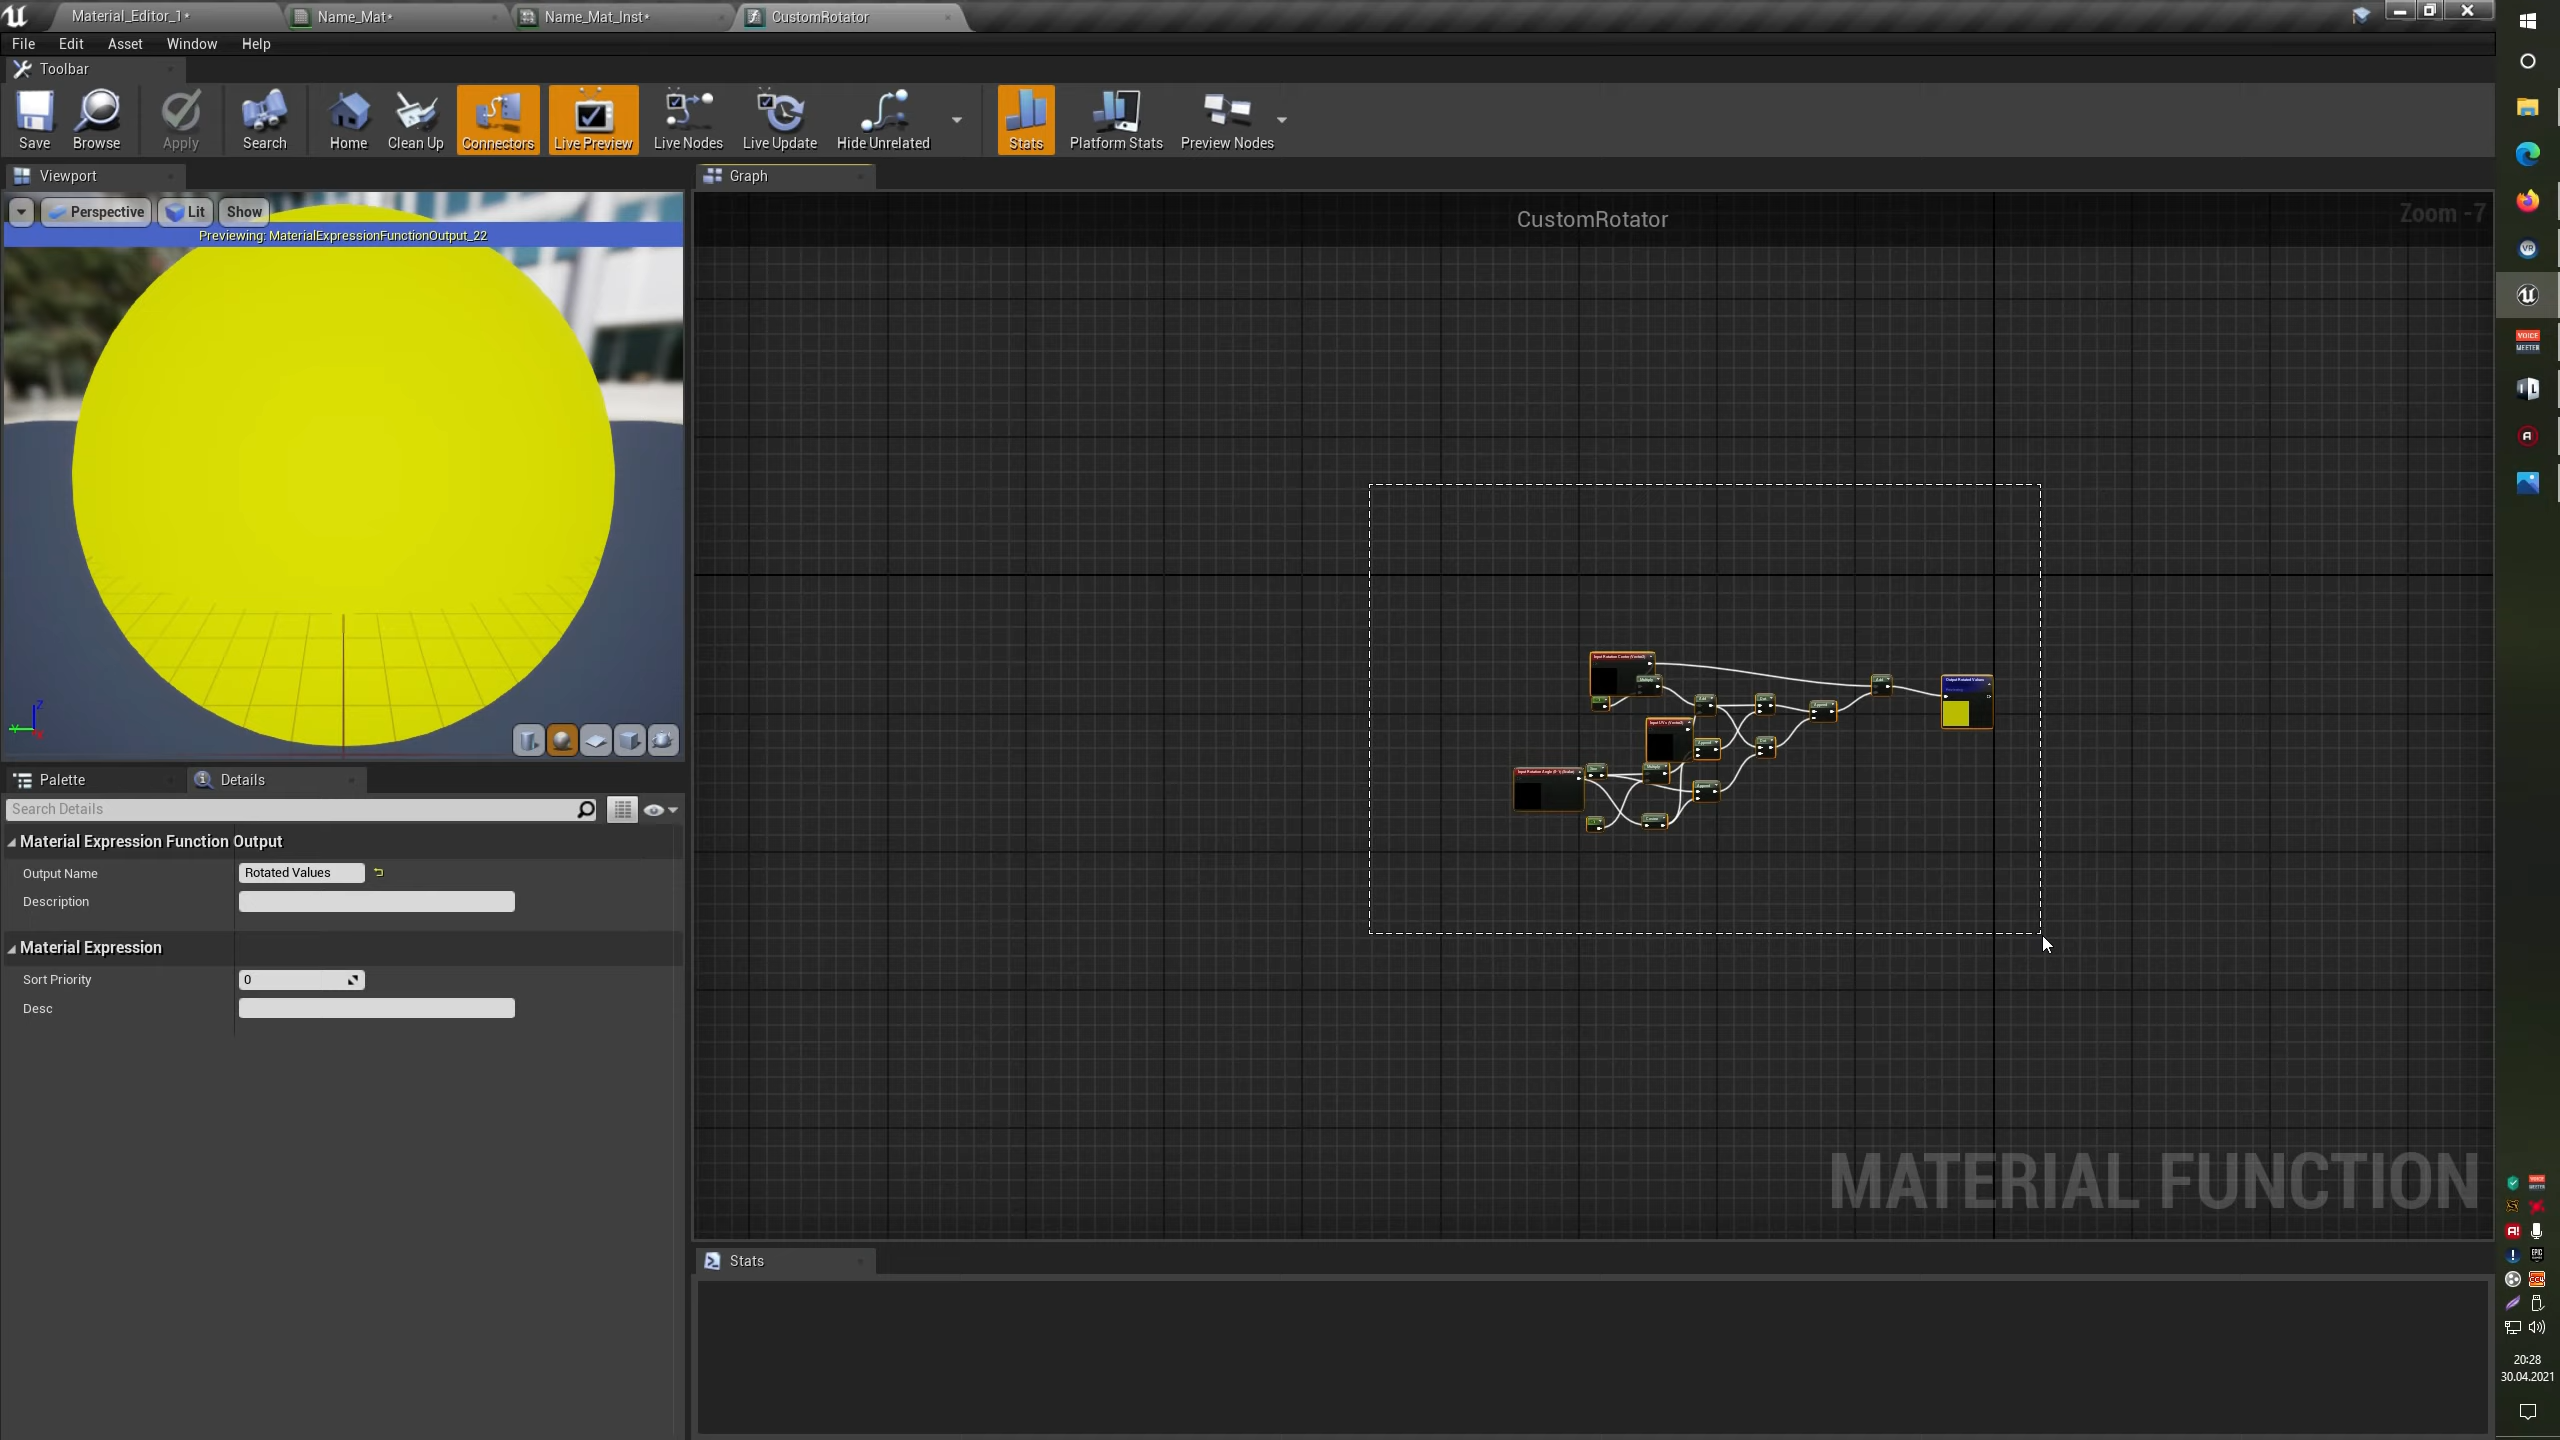 Material_Editor_1*
Name_Mat*
Name_Mat_Inst*
CustomRotator
File Edit Asset Window Help
Toolbar
Save
Browse
Apply
Search
Home
Clean Up
Connectors
Live Preview
Live Nodes
Live Update
Hide Unrelated
Stats
Platform Stats
Preview Nodes
Viewport
Graph
Perspective Lit Show
Previewing: MaterialExpressionFunctionOutput_22
CustomRotator
Zoom -7
MATERIAL FUNCTION
Palette
Details
Search Details
Material Expression Function Output
Output Name Rotated Values
Description
Material Expression
Sort Priority 0
Desc
Stats
20:28
30.04.2021